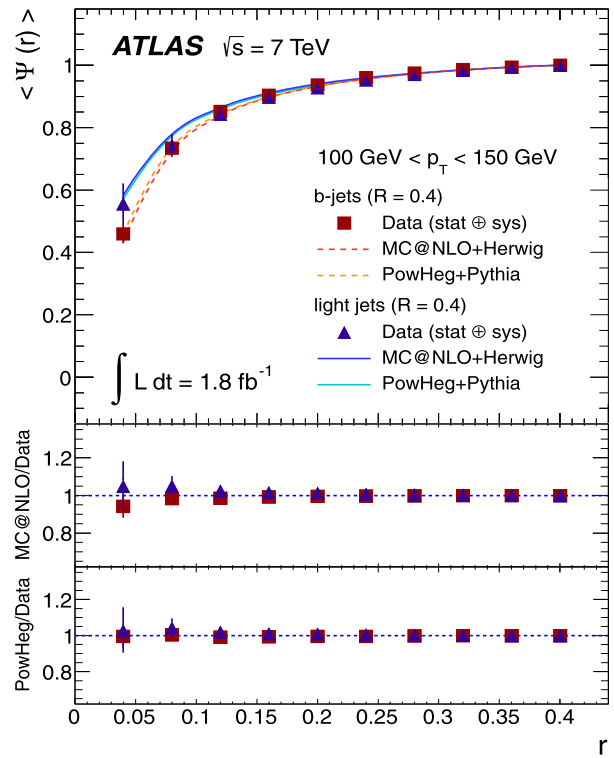 ATLAS √s = 7 TeV
< Ψ (r) >
1
0.8
0.6
0.4
0.2
0
100 GeV < p_T < 150 GeV
b-jets (R = 0.4)
Data (stat ⊕ sys)
MC@NLO+Herwig
PowHeg+Pythia
light jets (R = 0.4)
Data (stat ⊕ sys)
MC@NLO+Herwig
PowHeg+Pythia
∫ L dt = 1.8 fb⁻¹
MC@NLO/Data
1.2
1
0.8
PowHeg/Data
1.2
1
0.8
0 0.05 0.1 0.15 0.2 0.25 0.3 0.35 0.4
r